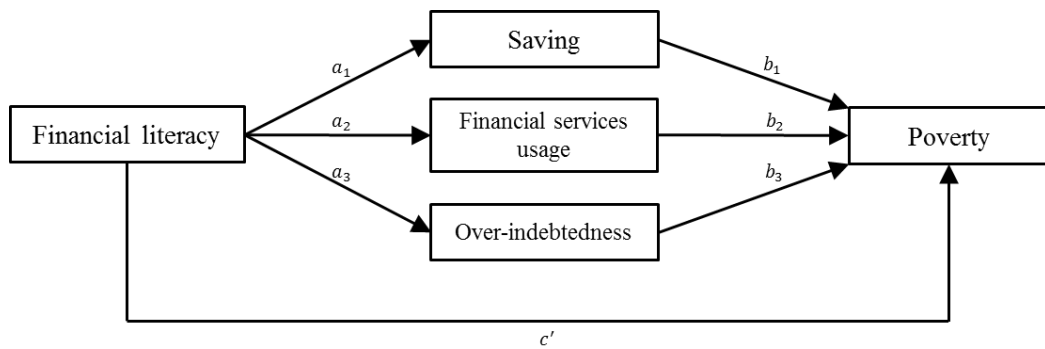 Saving
a₁
b₁
Financial literacy
a₂
Financial services
usage
b₂
Poverty
a₃
b₃
Over-indebtedness
c′